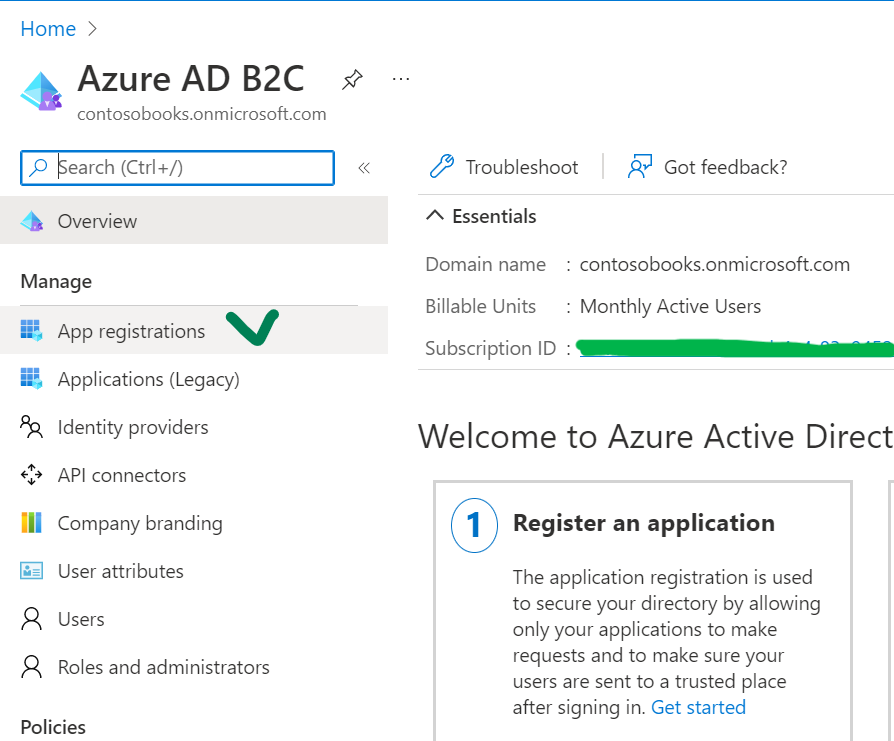 Home
Azure AD B2C
contosobooks.onmicrosoft.com
Search (Ctrl+/)
Overview
Manage
App registrations
Applications (Legacy)
Identity providers
API connectors
Company branding
User attributes
Users
Roles and administrators
Policies
Troubleshoot
Got feedback?
Essentials
Domain name : contosobooks.onmicrosoft.com
Billable Units : Monthly Active Users
Subscription ID :
Welcome to Azure Active Direct
1 Register an application
The application registration is used
to secure your directory by allowing
only your applications to make
requests and to make sure your
users are sent to a trusted place
after signing in. Get started